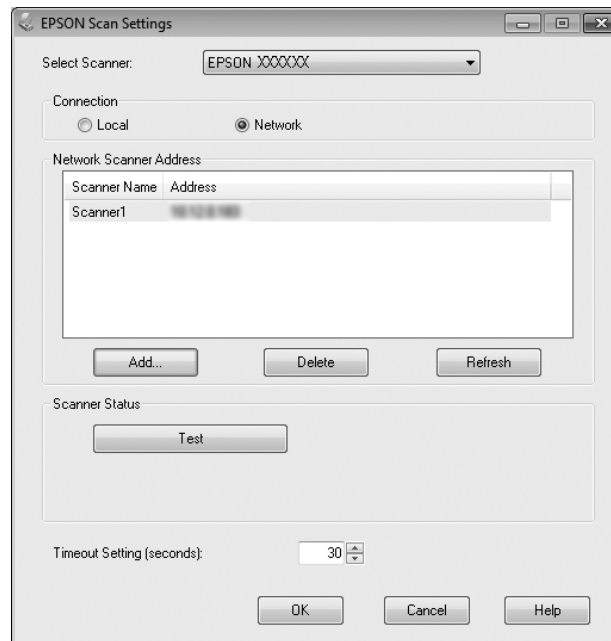 EPSON Scan Settings
Select Scanner: EPSON XXXXXX
Connection
Local Network
Network Scanner Address
Scanner Name Address
Scanner1
Add... Delete Refresh
Scanner Status
Test
Timeout Setting (seconds): 30
OK Cancel Help